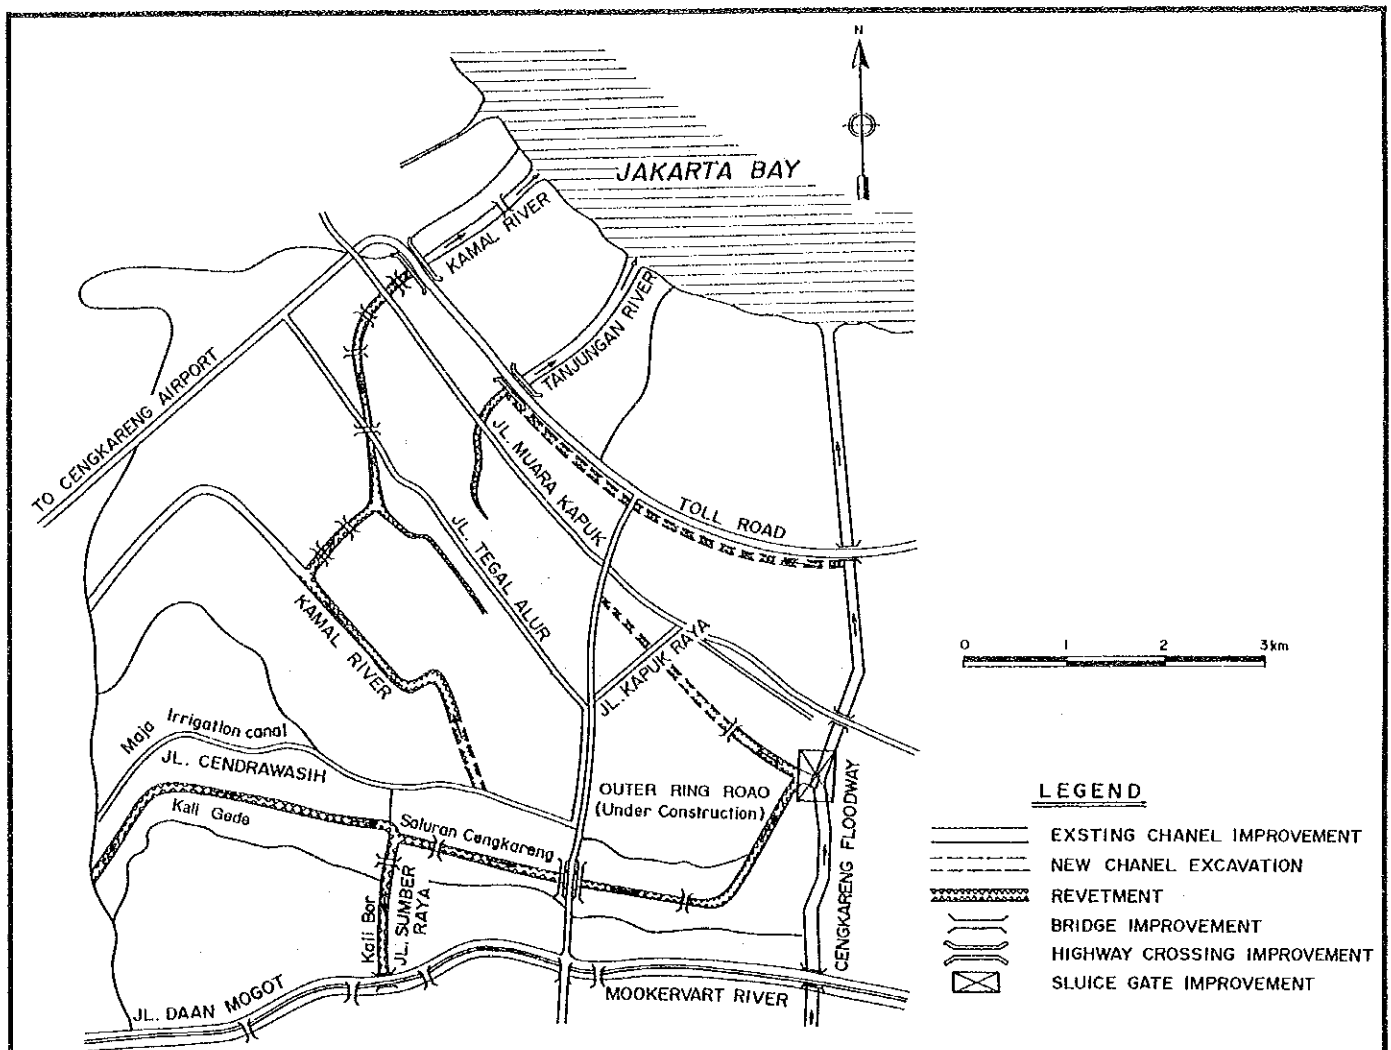 N
JAKARTA BAY
KAMAL RIVER
TANJUNGAN RIVER
TO CENGKARENG AIRPORT
JL. MUARA KAPUK
TOLL ROAD
JL. TEGAL ALUR
KAMAL RIVER
JL. KAPUK RAYA
0 1 2 3 km
Maja Irrigation canal
JL. CENDRAWASIH
Kali Gede
Saluran Cengkareng
OUTER RING ROAD
(Under Construction)
CENGKARENG FLOODWAY
Kali Bor
JL. SUMBER
RAYA
JL. DAAN MOGOT
MOOKERVART RIVER
LEGEND
EXSTING CHANEL IMPROVEMENT
NEW CHANEL EXCAVATION
REVETMENT
BRIDGE IMPROVEMENT
HIGHWAY CROSSING IMPROVEMENT
SLUICE GATE IMPROVEMENT